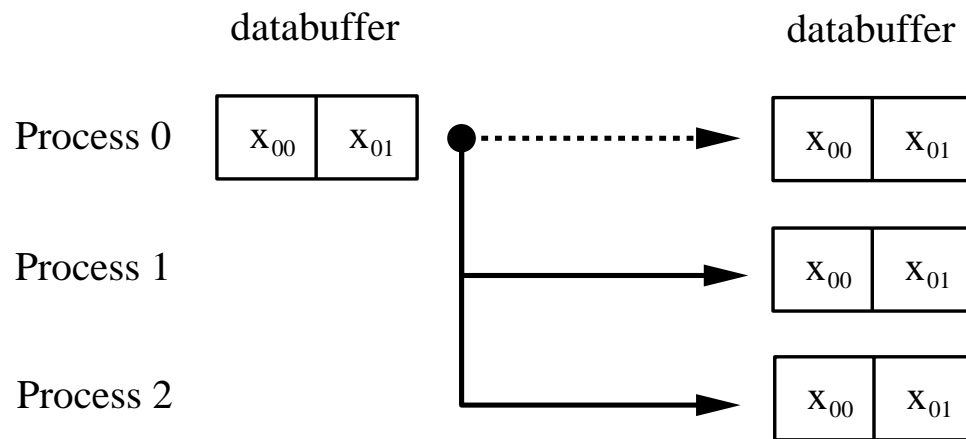 databuffer databuffer
Process 0 x₀₀ x₀₁ x₀₀ x₀₁
Process 1 x₀₀ x₀₁
Process 2 x₀₀ x₀₁